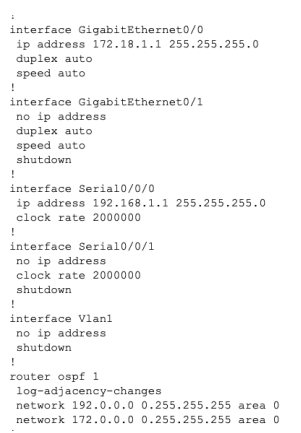 !
interface GigabitEthernet0/0
 ip address 172.18.1.1 255.255.255.0
 duplex auto
 speed auto
!
interface GigabitEthernet0/1
 no ip address
 duplex auto
 speed auto
 shutdown
!
interface Serial0/0/0
 ip address 192.168.1.1 255.255.255.0
 clock rate 2000000
!
interface Serial0/0/1
 no ip address
 clock rate 2000000
 shutdown
!
interface Vlan1
 no ip address
 shutdown
!
router ospf 1
 log-adjacency-changes
 network 192.0.0.0 0.255.255.255 area 0
 network 172.0.0.0 0.255.255.255 area 0